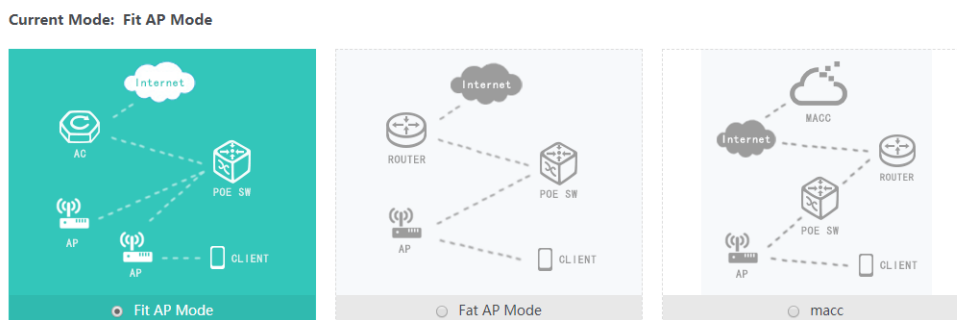 Current Mode: Fit AP Mode
Internet
AC
POE SW
AP
AP
CLIENT
Fit AP Mode
Internet
ROUTER
POE SW
AP
CLIENT
Fat AP Mode
MACC
Internet
ROUTER
POE SW
AP
CLIENT
macc